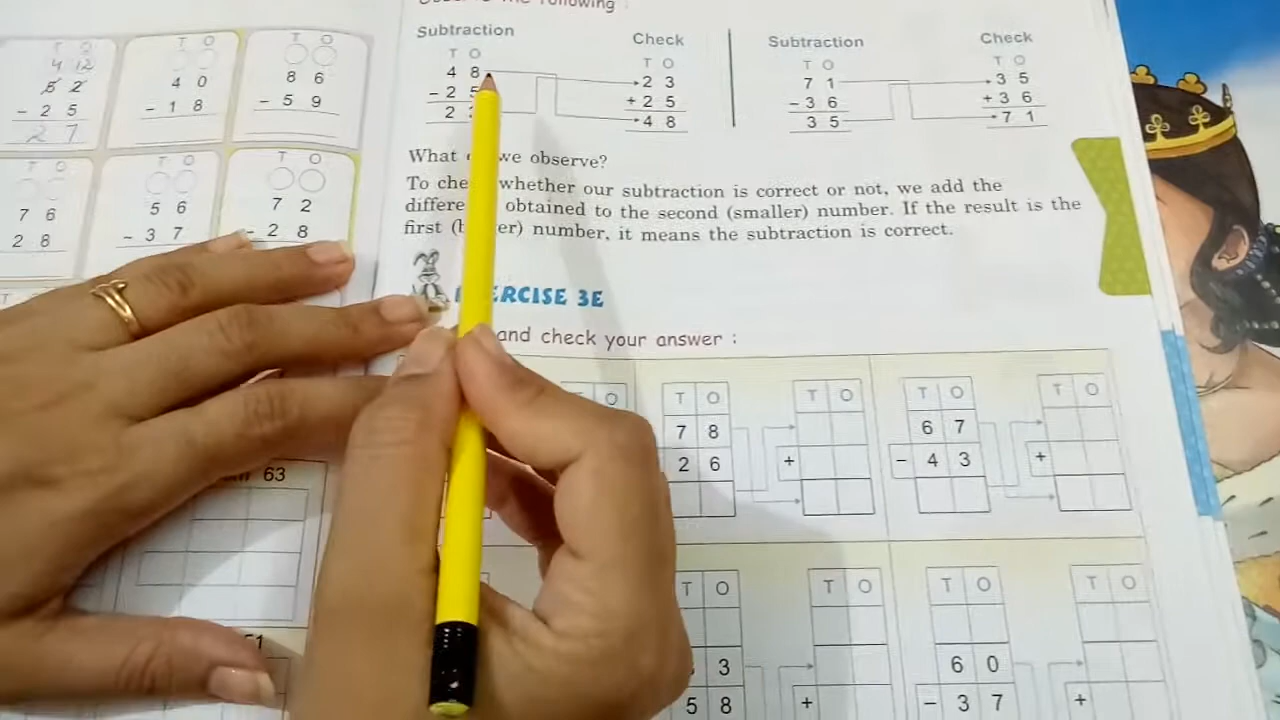 T O
4 12
5 2
- 2 5
2 7
T O
4 0
- 1 8
T O
8 6
- 5 9
T O
7 6
2 8
T O
5 6
- 3 7
T O
7 2
- 2 8
63
Subtraction
T O
4 8
- 2 5
2
Check
T O
2 3
+ 2 5
4 8
Subtraction
T O
7 1
- 3 6
3 5
Check
T O
3 5
+ 3 6
7 1
What we observe?
To whether our subtraction is correct or not, we add the
obtained to the second (smaller) number. If the result is the
first number, it means the subtraction is correct.
3E
and check your answer :
O
T O
7 8
2 6
T O
+
T O
6 7
- 4 3
T O
+
T O
3
5 8
T O
+
T O
6 0
- 3 7
T O
+